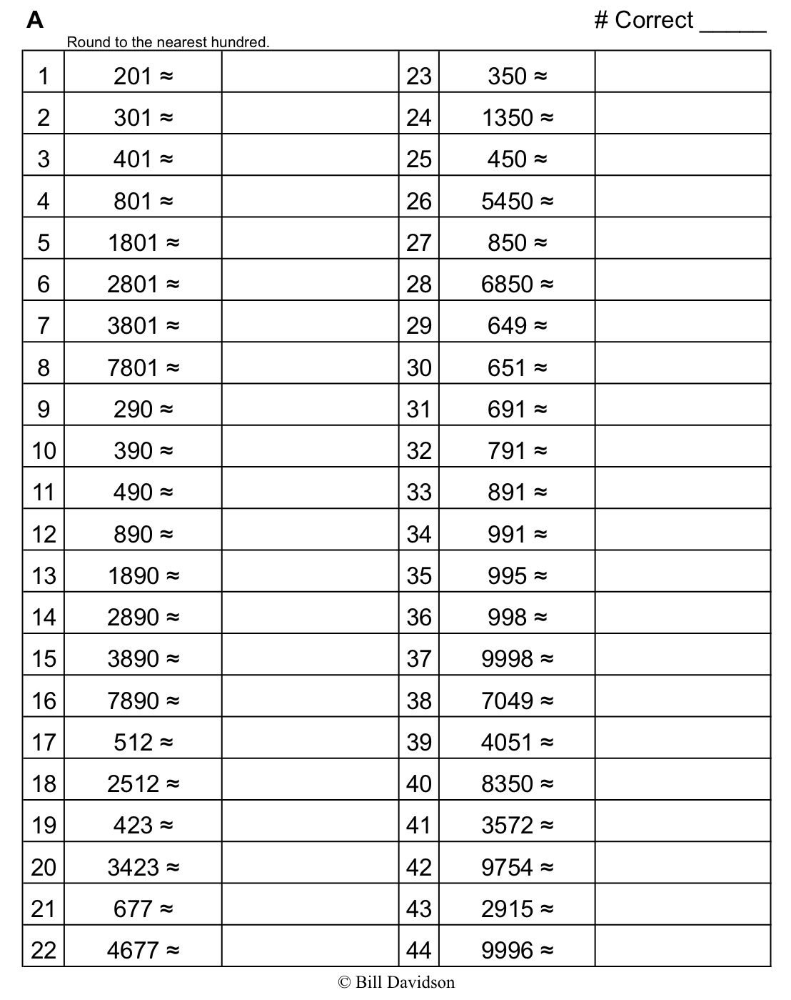 A # Correct _____
Round to the nearest hundred.
1 201 ≈ 23 350 ≈
2 301 ≈ 24 1350 ≈
3 401 ≈ 25 450 ≈
4 801 ≈ 26 5450 ≈
5 1801 ≈ 27 850 ≈
6 2801 ≈ 28 6850 ≈
7 3801 ≈ 29 649 ≈
8 7801 ≈ 30 651 ≈
9 290 ≈ 31 691 ≈
10 390 ≈ 32 791 ≈
11 490 ≈ 33 891 ≈
12 890 ≈ 34 991 ≈
13 1890 ≈ 35 995 ≈
14 2890 ≈ 36 998 ≈
15 3890 ≈ 37 9998 ≈
16 7890 ≈ 38 7049 ≈
17 512 ≈ 39 4051 ≈
18 2512 ≈ 40 8350 ≈
19 423 ≈ 41 3572 ≈
20 3423 ≈ 42 9754 ≈
21 677 ≈ 43 2915 ≈
22 4677 ≈ 44 9996 ≈
© Bill Davidson